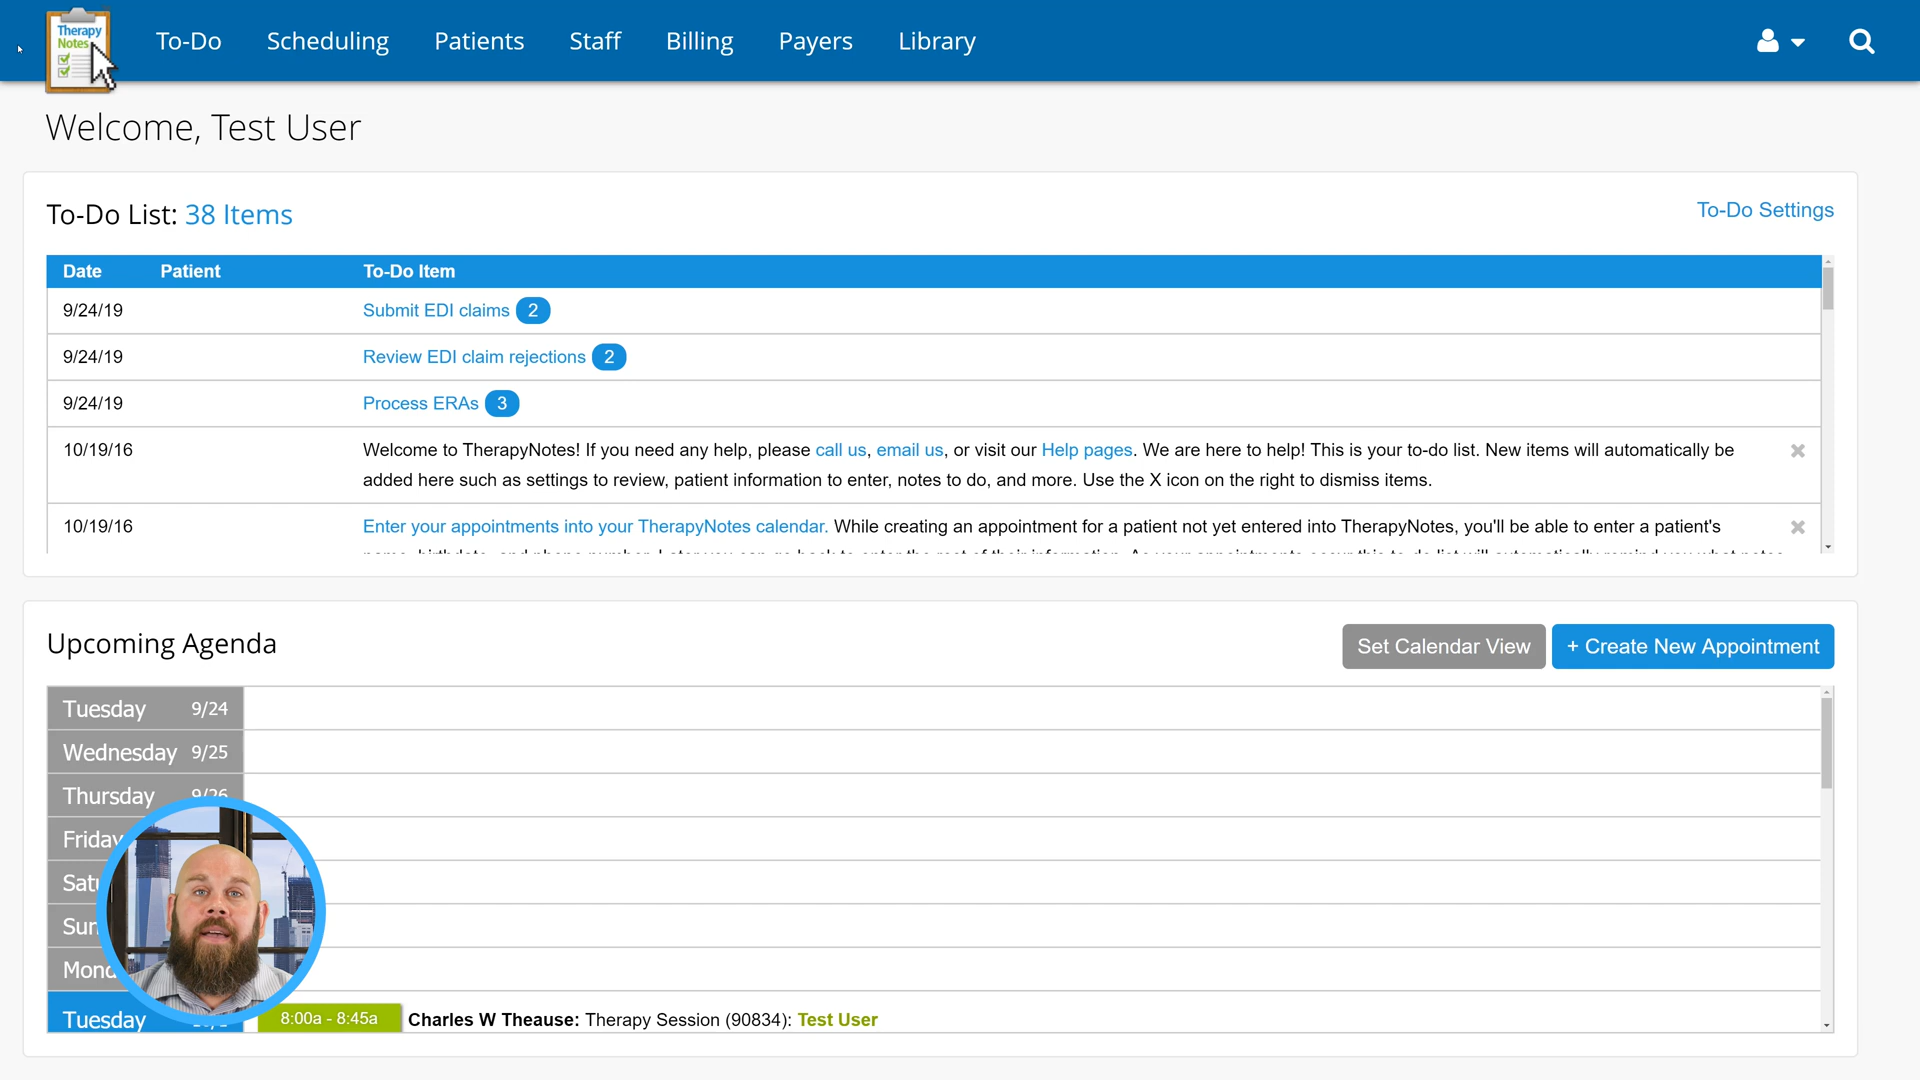 Therapy
Notes
To-Do
Scheduling
Patients
Staff
Billing
Payers
Library
Welcome, Test User
To-Do List: 38 Items
To-Do Settings
Date
Patient
To-Do Item
9/24/19
Submit EDI claims 2
9/24/19
Review EDI claim rejections 2
9/24/19
Process ERAs 3
10/19/16
Welcome to TherapyNotes! If you need any help, please call us, email us, or visit our Help pages. We are here to help! This is your to-do list. New items will automatically be
added here such as settings to review, patient information to enter, notes to do, and more. Use the X icon on the right to dismiss items.
10/19/16
Enter your appointments into your TherapyNotes calendar. While creating an appointment for a patient not yet entered into TherapyNotes, you'll be able to enter a patient's
Upcoming Agenda
Set Calendar View
+ Create New Appointment
Tuesday 9/24
Wednesday 9/25
Thursday 9/26
Friday
Tuesday
8:00a - 8:45a
Charles W Theause: Therapy Session (90834): Test User